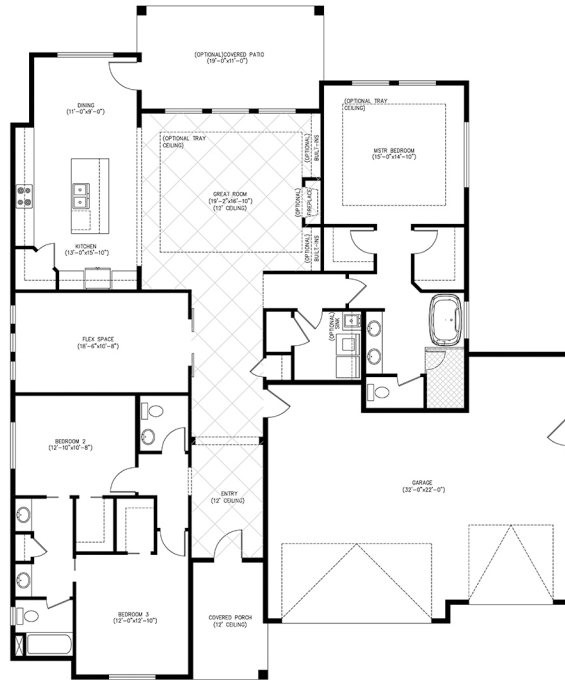 (OPTIONAL)COVERED PATIO
(19'-0"x11'-0")
DINING
(11'-0"x9'-0")
(OPTIONAL TRAY
CEILING)
(OPTIONAL)
BUILT-INS
(OPTIONAL TRAY
CEILING)
MSTR BEDROOM
(15'-0"x14'-10")
GREAT ROOM
(19'-2"x16'-10")
(12' CEILING)
(OPTIONAL)
FIREPLACE
KITCHEN
(13'-0"x15'-10")
(OPTIONAL)
BUILT-INS
FLEX SPACE
(16'-6"x10'-8")
(OPTIONAL)
SINK
BEDROOM 2
(12'-10"x10'-8")
ENTRY
(12' CEILING)
GARAGE
(32'-0"x22'-0")
BEDROOM 3
(12'-0"x12'-10")
COVERED PORCH
(12' CEILING)